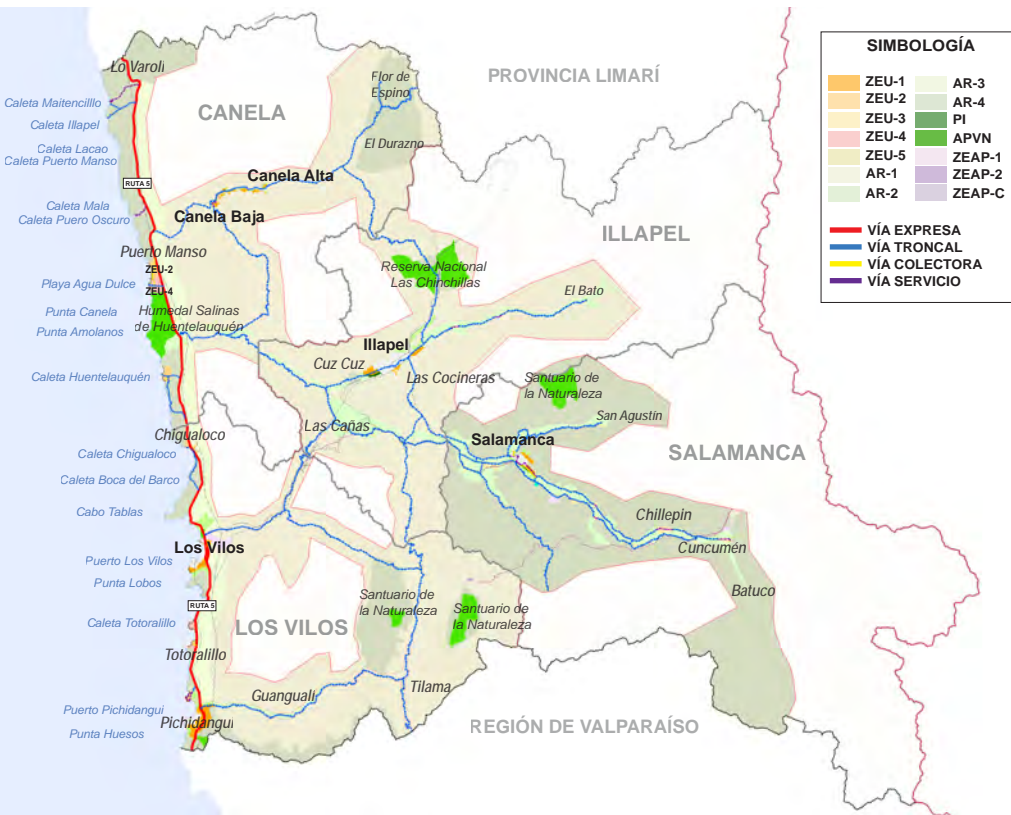 SIMBOLOGÍA
ZEU-1
ZEU-2
ZEU-3
ZEU-4
ZEU-5
AR-1
AR-2
AR-3
AR-4
PI
APVN
ZEAP-1
ZEAP-2
ZEAP-C
VÍA EXPRESA
VÍA TRONCAL
VÍA COLECTORA
VÍA SERVICIO
Lo Varoli
Flor de
Espino
PROVINCIA LIMARÍ
Caleta Maitencilllo
CANELA
Caleta Illapel
El Durazno
Caleta Lacao
Caleta Puerto Manso
Canela Alta
RUTA 5
Caleta Mala
Caleta Puero Oscuro
Canela Baja
ILLAPEL
Puerto Manso
ZEU-2
Reserva Nacional
Las Chinchillas
Playa Agua Dulce
ZEU-4
El Bato
Punta Canela
Humedal Salinas
de Huentelauquén
Punta Amolanos
Illapel
Cuz Cuz
Las Cocineras
Caleta Huentelauquén
Santuario de
la Naturaleza
San Agustín
Las Cañas
Chigualoco
Salamanca
SALAMANCA
Caleta Chigualoco
Caleta Boca del Barco
Cabo Tablas
Chillepin
Los Vilos
Cuncumén
Puerto Los Vilos
Punta Lobos
Batuco
RUTA 5
Santuario de
la Naturaleza
Santuario de
la Naturaleza
Caleta Totoralillo
LOS VILOS
Totoralillo
Tilama
Guangualí
Puerto Pichidangui
Pichidangui
REGIÓN DE VALPARAÍSO
Punta Huesos